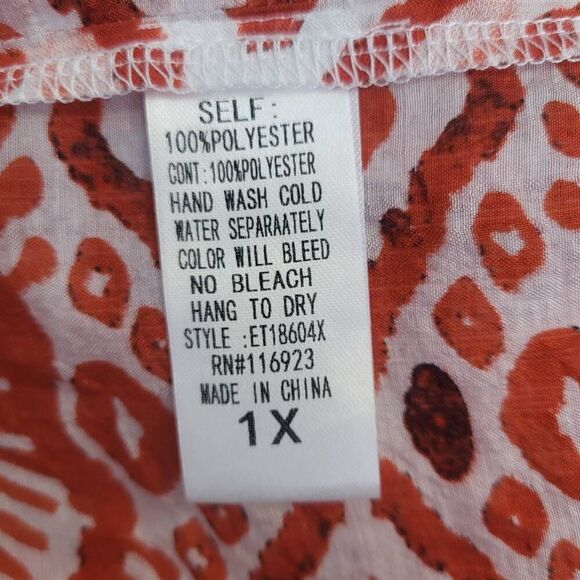 SELF:
100%POLYESTER
CONT:100%POLYESTER
HAND WASH COLD
WATER SEPARAATELY
COLOR WILL BLEED
NO BLEACH
HANG TO DRY
STYLE :ET18604X
RN#116923
MADE IN CHINA
1X